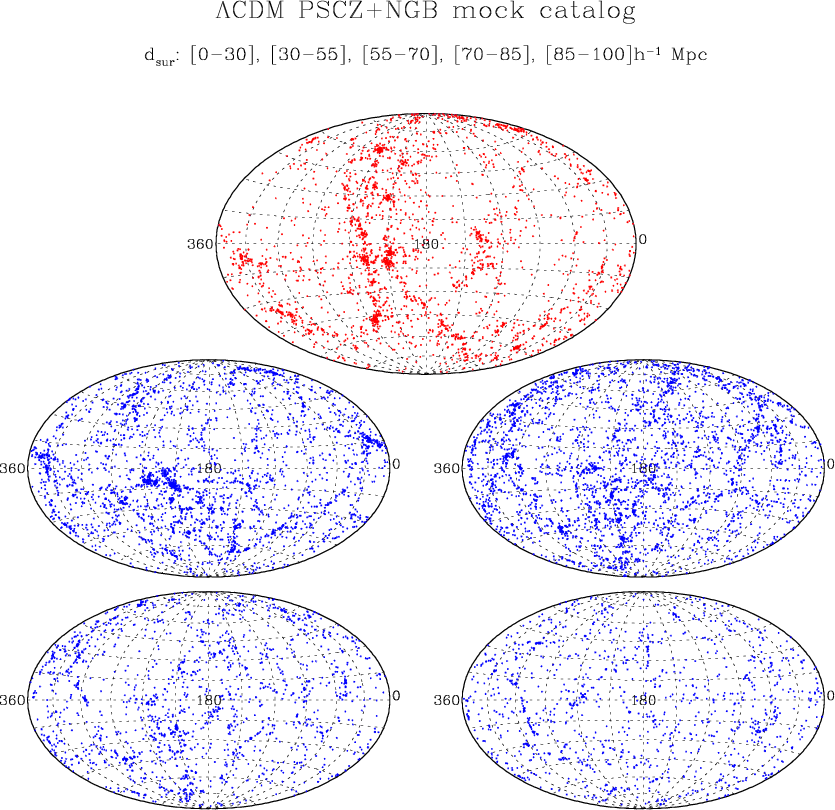 ΛCDM PSCZ+NGB mock catalog
d_sur: [0−30], [30−55], [55−70], [70−85], [85−100]h⁻¹ Mpc
360 180 0
360 180 0 360 180 0
360 180 0 360 180 0